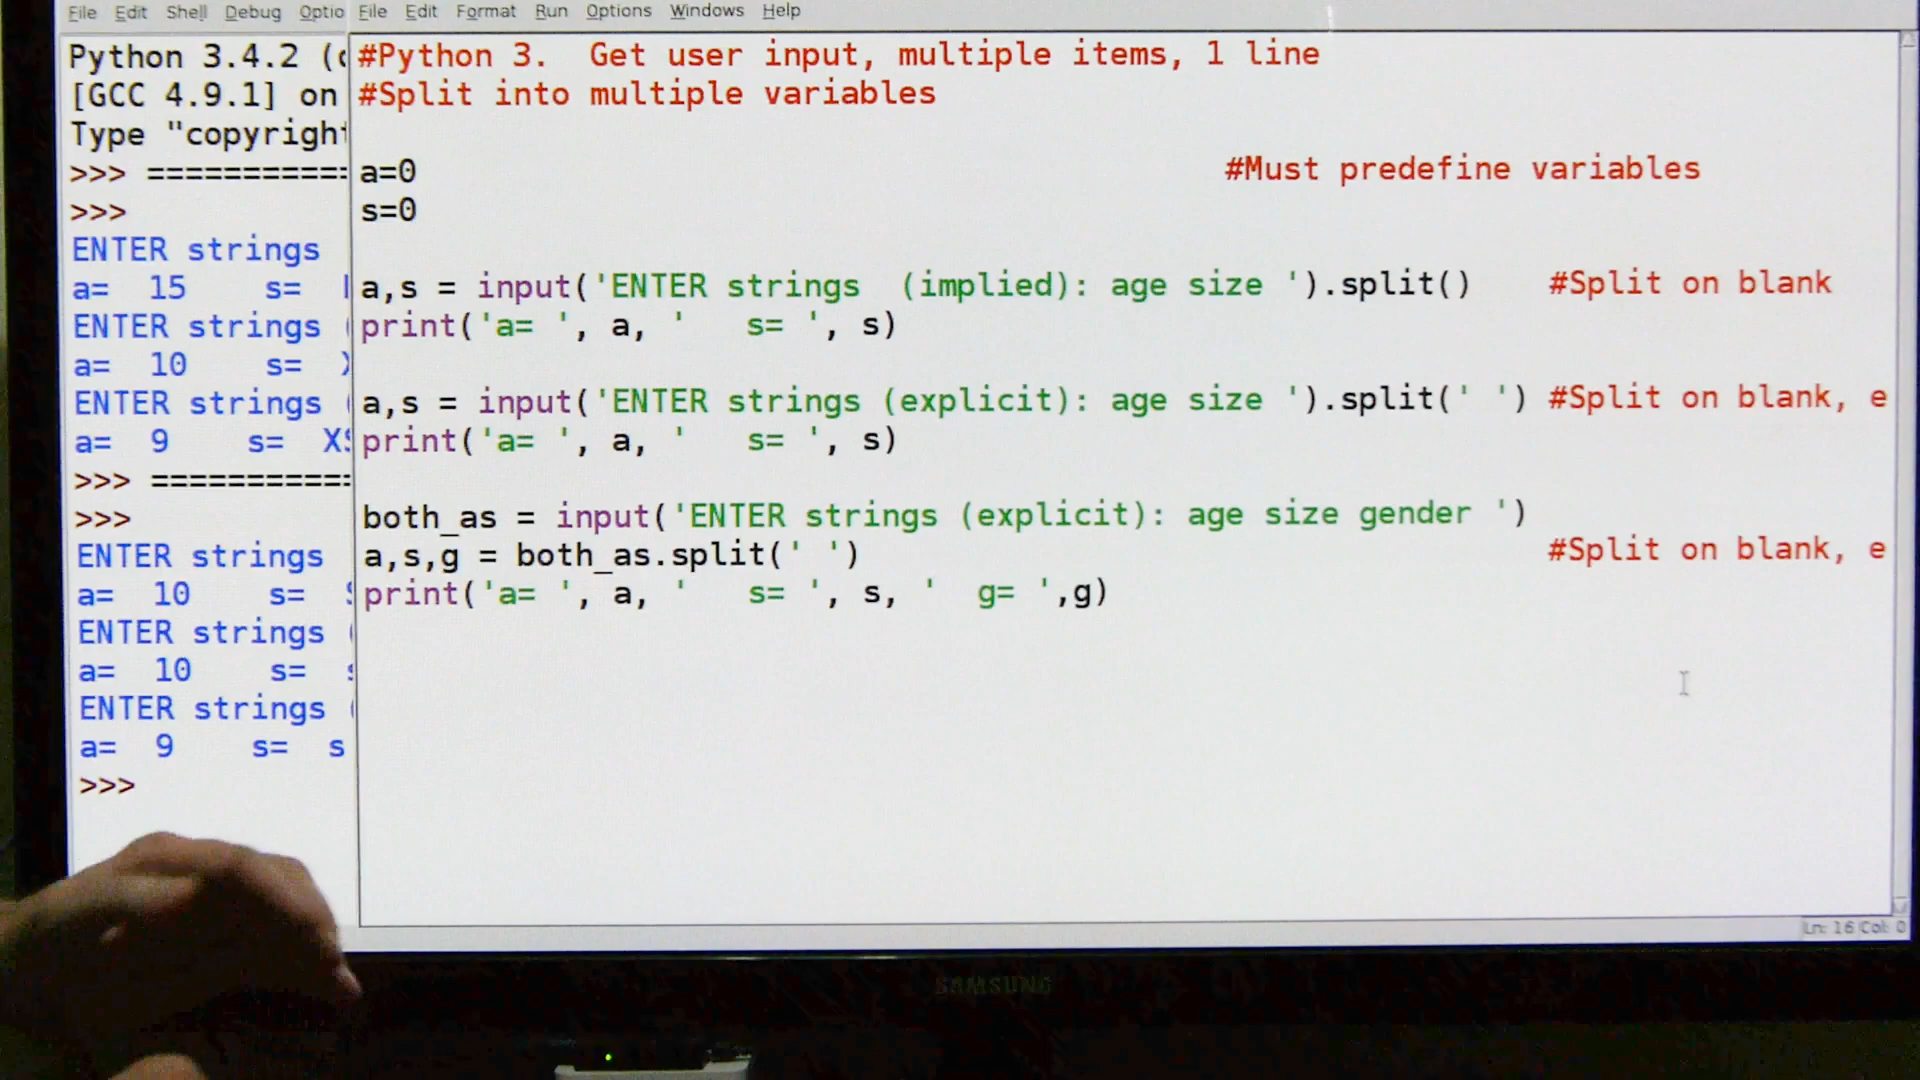 File Edit Shell Debug Optio
Python 3.4.2 (
[GCC 4.9.1] on
Type "copyright
>>> ===========
>>>
ENTER strings
a=  15    s=
ENTER strings (
a=  10    s=
ENTER strings (
a=  9    s=  XS
>>> ===========
>>>
ENTER strings
a=  10    s=
ENTER strings (
a=  10    s=
ENTER strings (
a=  9    s=  s
>>>
File Edit Format Run Options Windows Help
#Python 3.  Get user input, multiple items, 1 line
#Split into multiple variables
a=0 #Must predefine variables
s=0
a,s = input('ENTER strings  (implied): age size ').split()    #Split on blank
print('a= ', a, '   s= ', s)
a,s = input('ENTER strings (explicit): age size ').split(' ') #Split on blank, e
print('a= ', a, '   s= ', s)
both_as = input('ENTER strings (explicit): age size gender ')
a,s,g = both_as.split(' ') #Split on blank, e
print('a= ', a, '   s= ', s, '  g= ',g)
Ln: 16 Col: 0
SAMSUNG